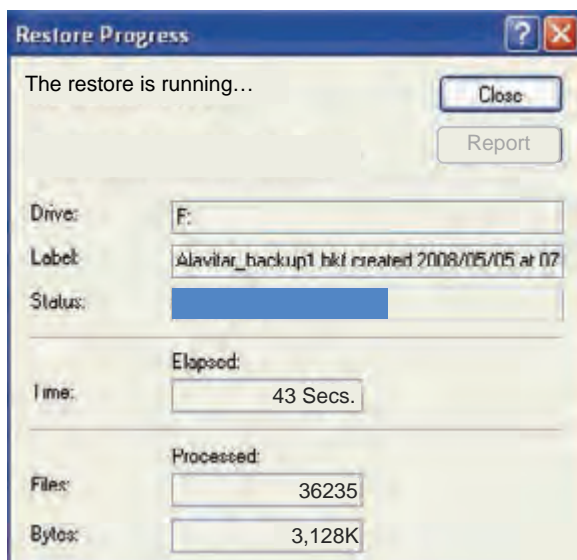 Restore Progress
The restore is running…
Close
Report
Drive: F:
Label: Alavitar_backup1 bkf created 2008/05/05 at 07
Status:
Elapsed:
Time: 43 Secs.
Processed:
Files: 36235
Bytes: 3,128K